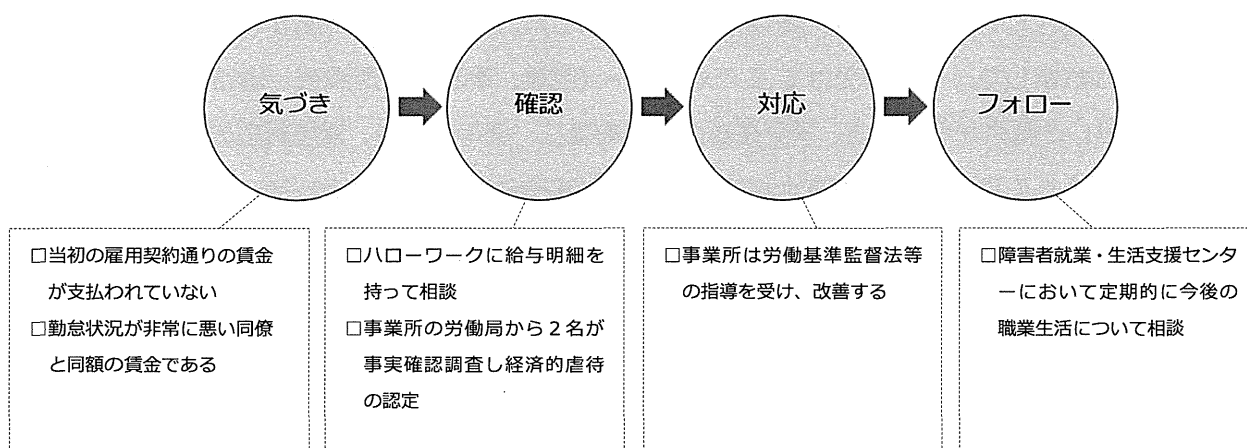 気づき
確認
対応
フォロー
□当初の雇用契約通りの賃金
が支払われていない
□勤怠状況が非常に悪い同僚
と同額の賃金である
□ハローワークに給与明細を
持って相談
□事業所の労働局から2名が
事実確認調査し経済的虐待
の認定
□事業所は労働基準監督法等
の指導を受け、改善する
□障害者就業・生活支援センタ
ーにおいて定期的に今後の
職業生活について相談